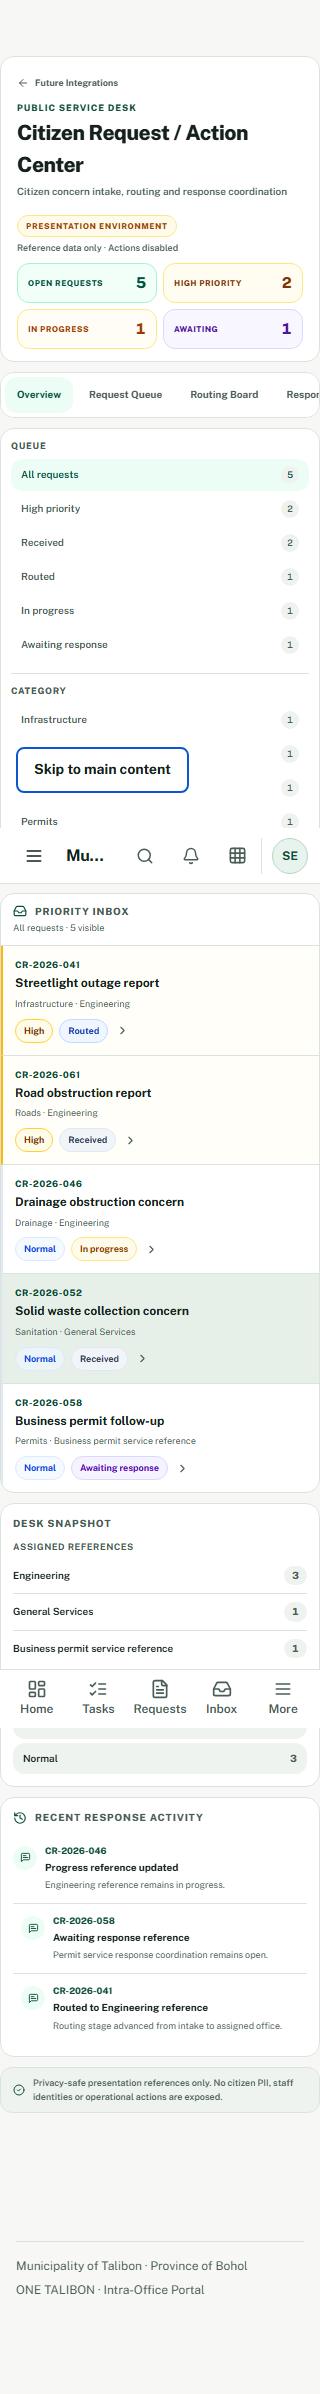 Future Integrations
PUBLIC SERVICE DESK
Citizen Request / Action
Center
Citizen concern intake, routing and response coordination
PRESENTATION ENVIRONMENT
Reference data only · Actions disabled
OPEN REQUESTS 5
HIGH PRIORITY 2
IN PROGRESS 1
AWAITING 1
Overview Request Queue Routing Board Respor
QUEUE
All requests 5
High priority 2
Received 2
Routed 1
In progress 1
Awaiting response 1
CATEGORY
Infrastructure 1
1
Skip to main content
1
Permits 1
Mu... SE
PRIORITY INBOX
All requests · 5 visible
CR-2026-041
Streetlight outage report
Infrastructure · Engineering
High Routed
CR-2026-061
Road obstruction report
Roads · Engineering
High Received
CR-2026-046
Drainage obstruction concern
Drainage · Engineering
Normal In progress
CR-2026-052
Solid waste collection concern
Sanitation · General Services
Normal Received
CR-2026-058
Business permit follow-up
Permits · Business permit service reference
Normal Awaiting response
DESK SNAPSHOT
ASSIGNED REFERENCES
Engineering 3
General Services 1
Business permit service reference 1
Home Tasks Requests Inbox More
Normal 3
RECENT RESPONSE ACTIVITY
CR-2026-046
Progress reference updated
Engineering reference remains in progress.
CR-2026-058
Awaiting response reference
Permit service response coordination remains open.
CR-2026-041
Routed to Engineering reference
Routing stage advanced from intake to assigned office.
Privacy-safe presentation references only. No citizen PII, staff
identities or operational actions are exposed.
Municipality of Talibon · Province of Bohol
ONE TALIBON · Intra-Office Portal